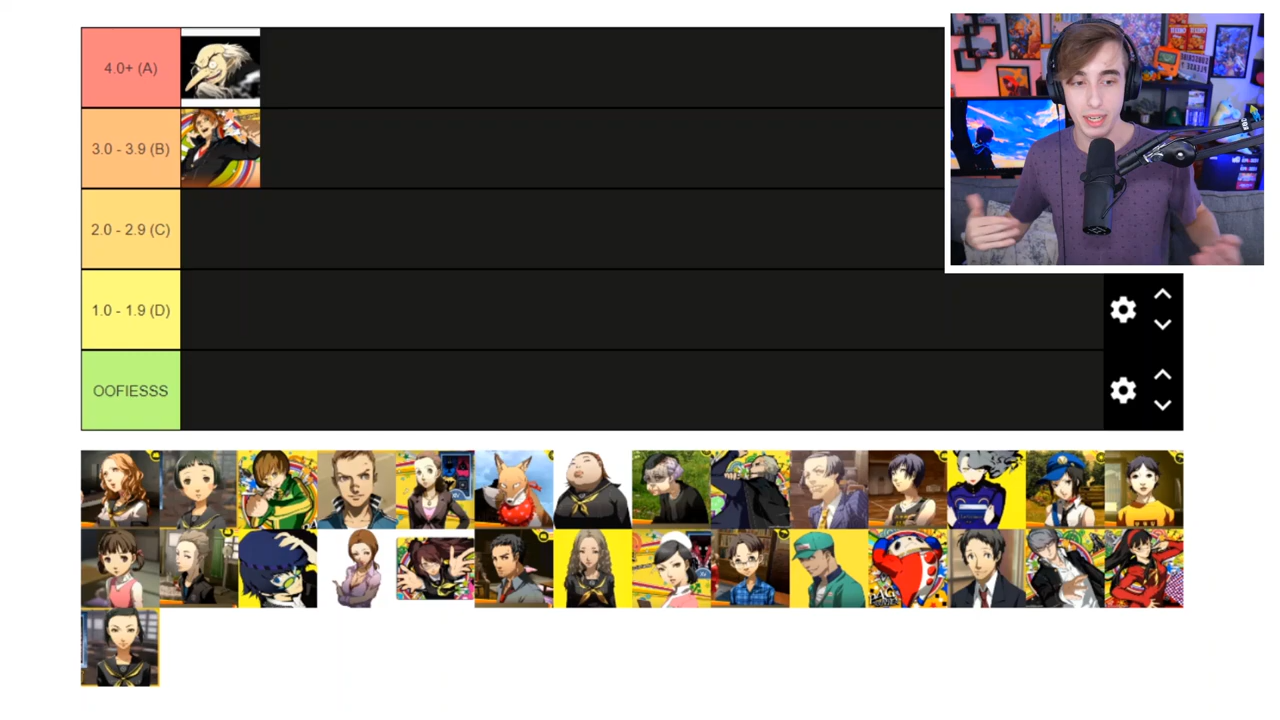 4.0+ (A)
3.0 - 3.9 (B)
2.0 - 2.9 (C)
1.0 - 1.9 (D)
OOFIESSS